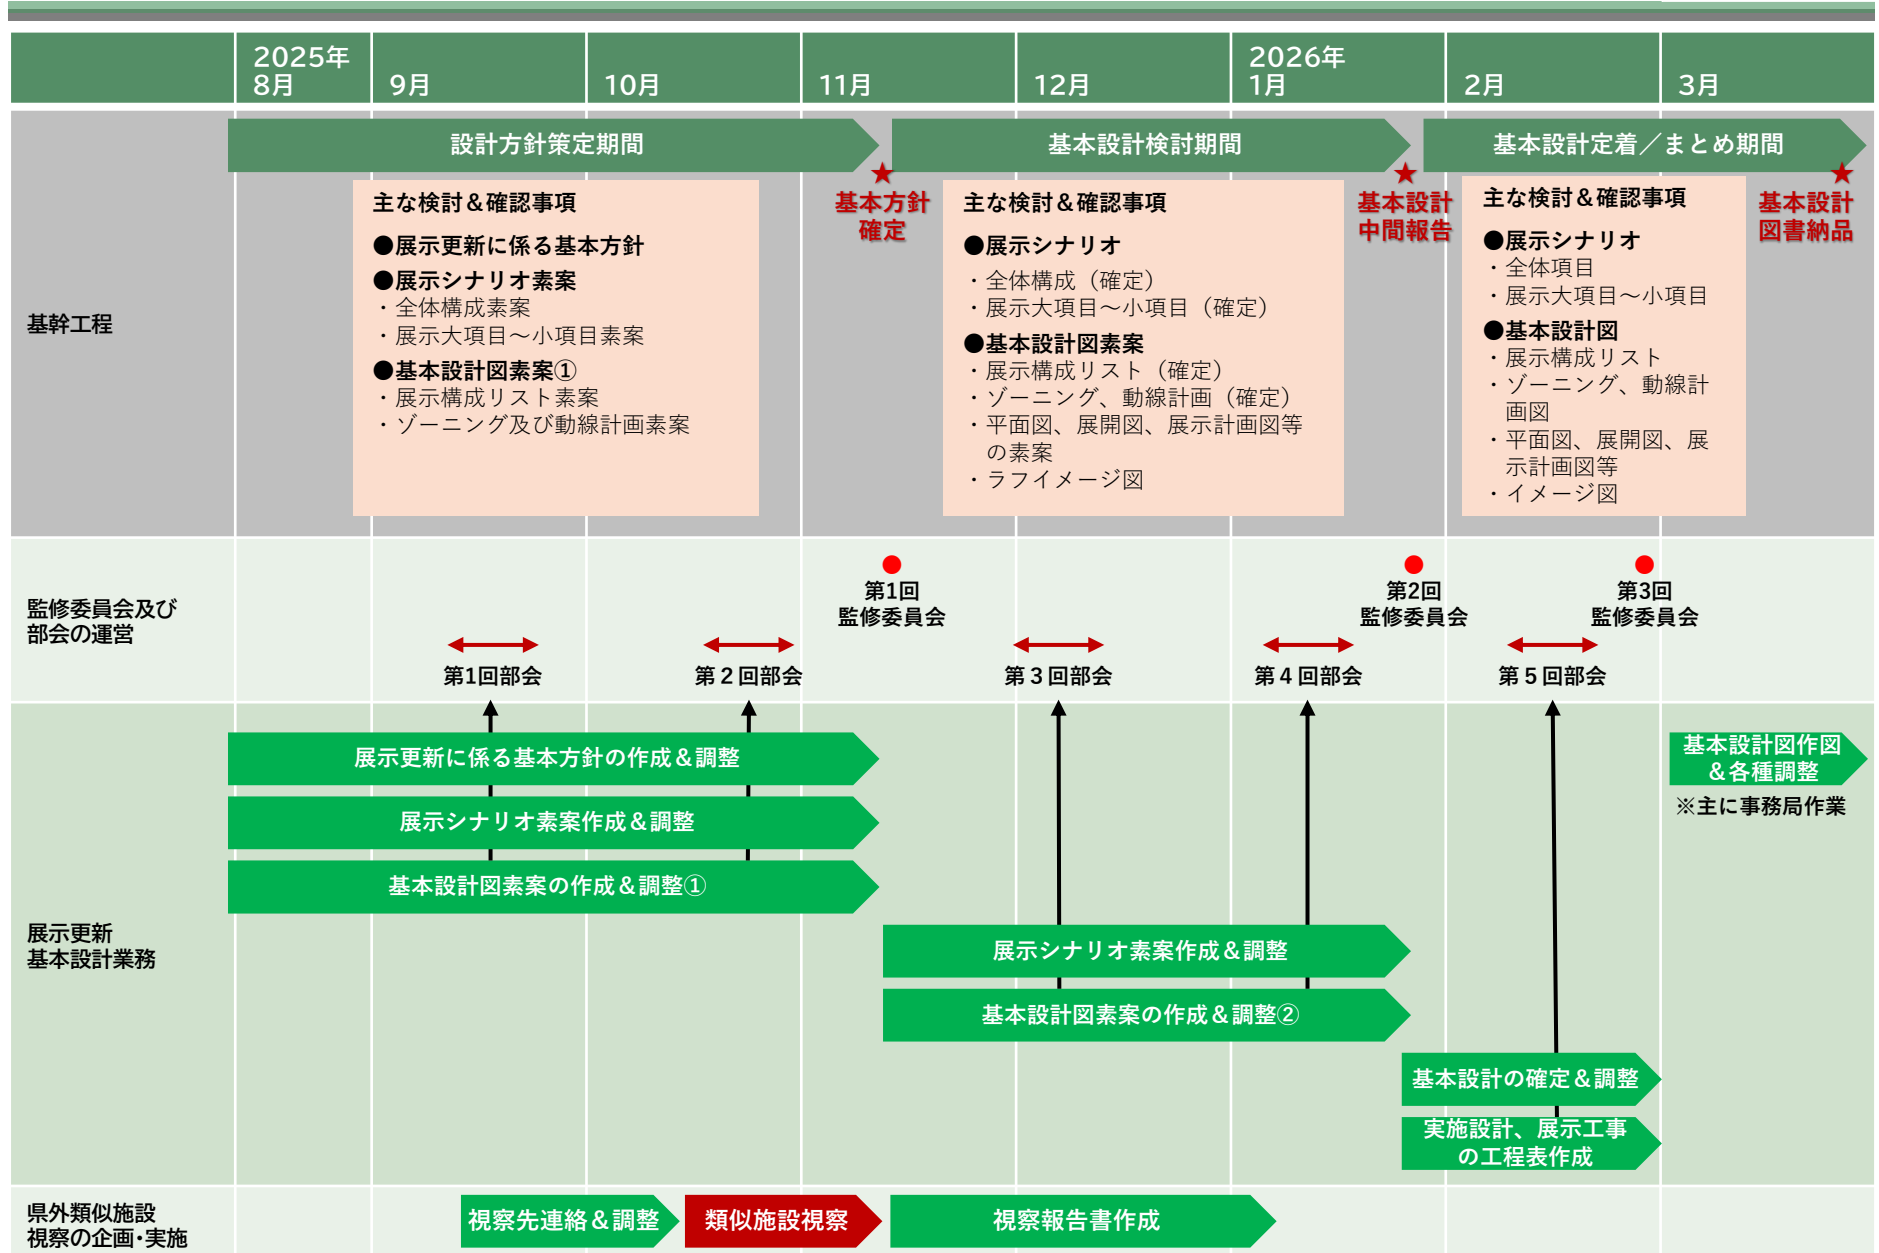 2025年
8月
9月
10月
11月
12月
2026年
1月
2月
3月
基幹工程
設計方針策定期間
基本設計検討期間
基本設計定着／まとめ期間
★
基本方針
確定
★
基本設計
中間報告
★
基本設計
図書納品
主な検討＆確認事項
●展示更新に係る基本方針
●展示シナリオ素案
・全体構成素案
・展示大項目～小項目素案
●基本設計図素案①
・展示構成リスト素案
・ゾーニング及び動線計画素案
主な検討＆確認事項
●展示シナリオ
・全体構成（確定）
・展示大項目～小項目（確定）
●基本設計図素案
・展示構成リスト（確定）
・ゾーニング、動線計画（確定）
・平面図、展開図、展示計画図等
の素案
・ラフイメージ図
主な検討＆確認事項
●展示シナリオ
・全体項目
・展示大項目～小項目
●基本設計図
・展示構成リスト
・ゾーニング、動線計
画図
・平面図、展開図、展
示計画図等
・イメージ図
監修委員会及び
部会の運営
第1回
監修委員会
第2回
監修委員会
第3回
監修委員会
第1回部会
第２回部会
第３回部会
第４回部会
第５回部会
展示更新
基本設計業務
展示更新に係る基本方針の作成＆調整
展示シナリオ素案作成＆調整
基本設計図素案の作成＆調整①
展示シナリオ素案作成＆調整
基本設計図素案の作成＆調整②
基本設計の確定＆調整
実施設計、展示工事
の工程表作成
基本設計図作図
＆各種調整
※主に事務局作業
県外類似施設
視察の企画・実施
視察先連絡＆調整
類似施設視察
視察報告書作成